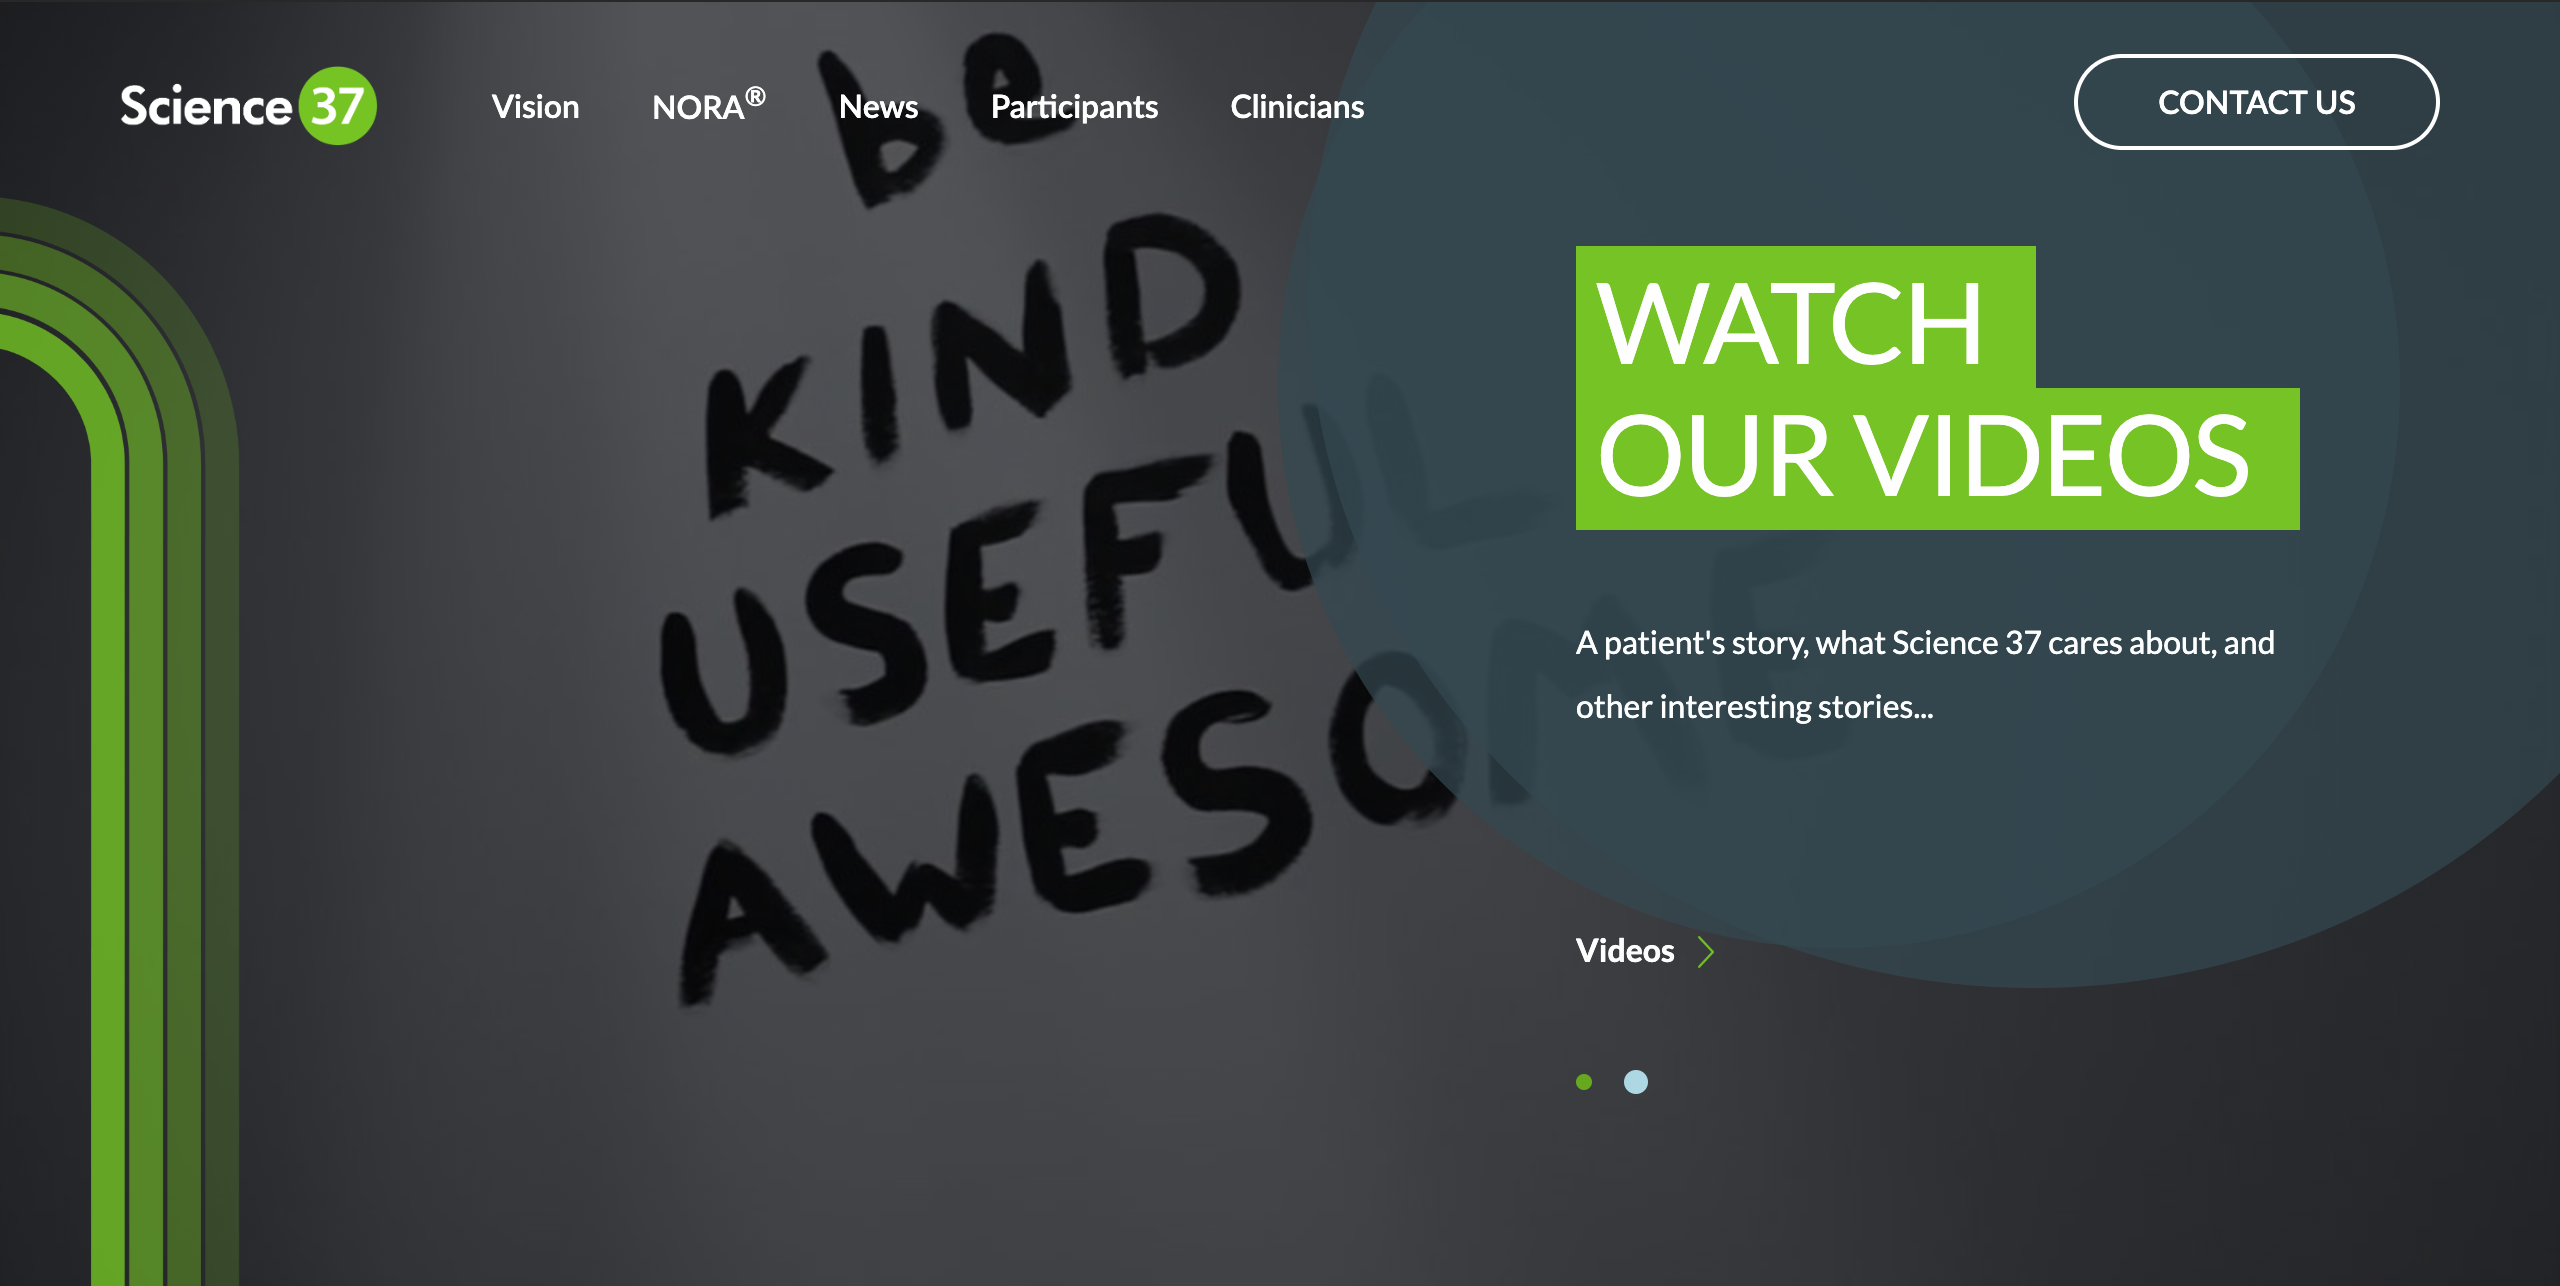 Science 37
Vision
NORA®
News
Participants
Clinicians
CONTACT US
be
KIND
USEFUL
AWESOME
WATCH
OUR VIDEOS
A patient's story, what Science 37 cares about, and
other interesting stories...
Videos